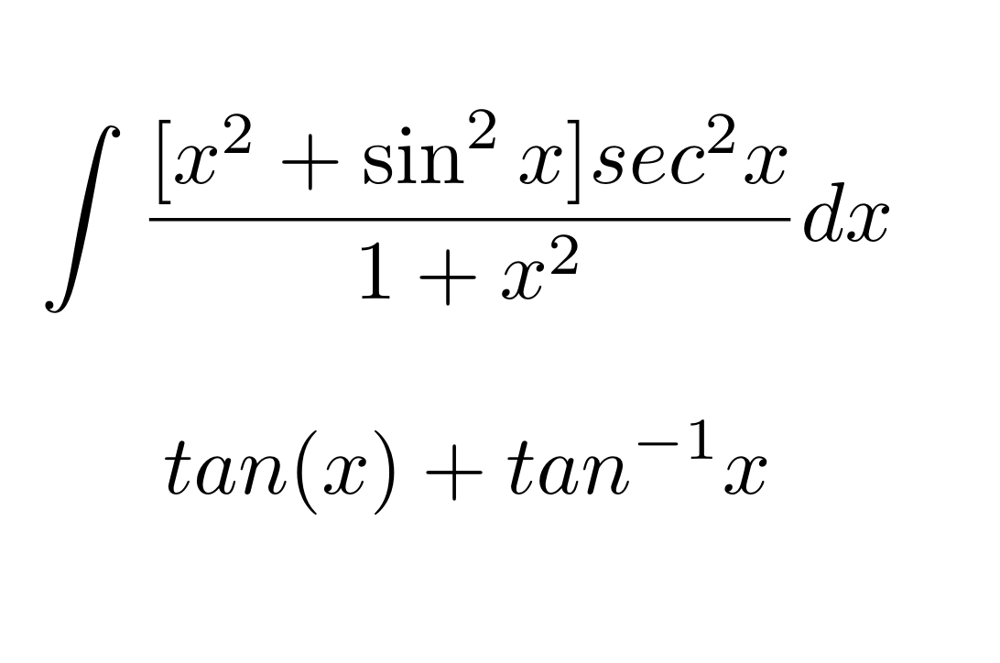 ∫ [x² + sin² x]sec²x / 1 + x² dx
tan(x) + tan⁻¹x